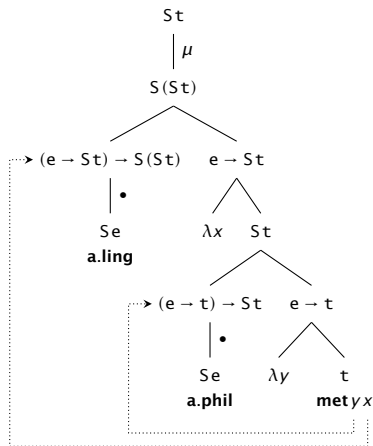 St
μ
S(St)
(e → St) → S(St) e → St
•
Se λx St
a.ling
(e → t) → St e → t
•
Se λy t
a.phil met y x